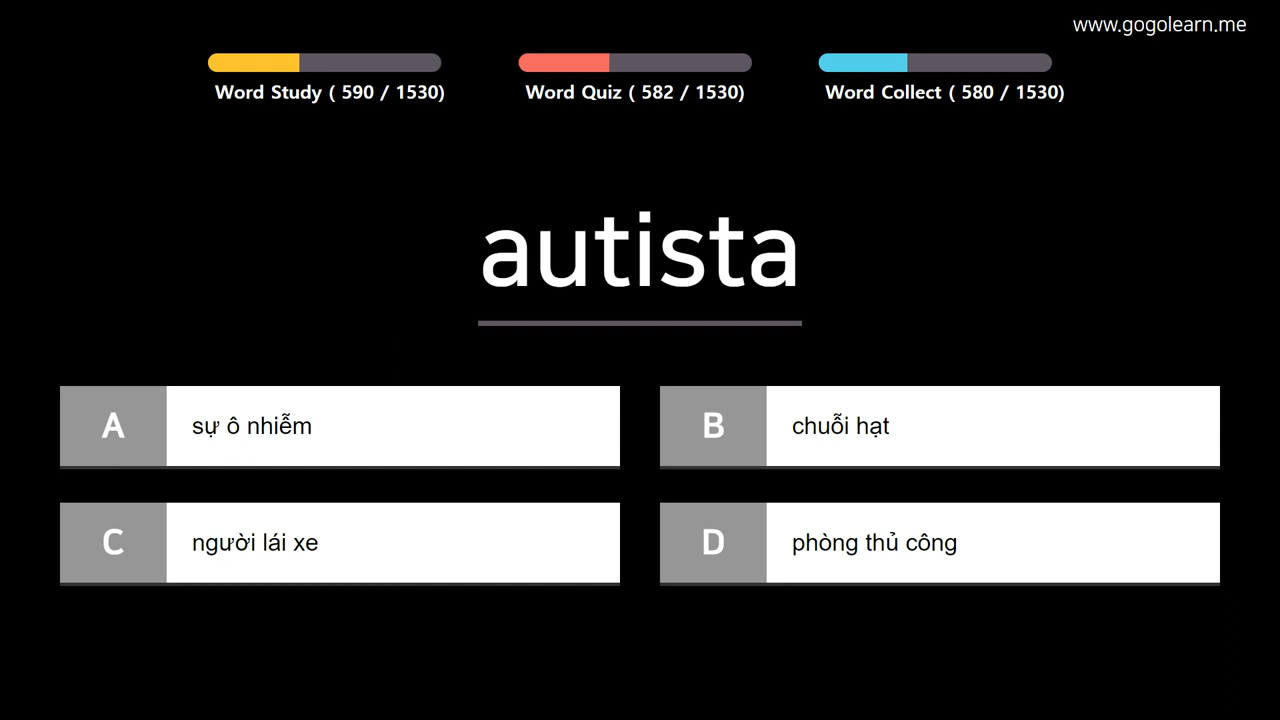 www.gogolearn.me
Word Study ( 590 / 1530)
Word Quiz ( 582 / 1530)
Word Collect ( 580 / 1530)
autista
A sự ô nhiễm
B chuỗi hạt
C người lái xe
D phòng thủ công